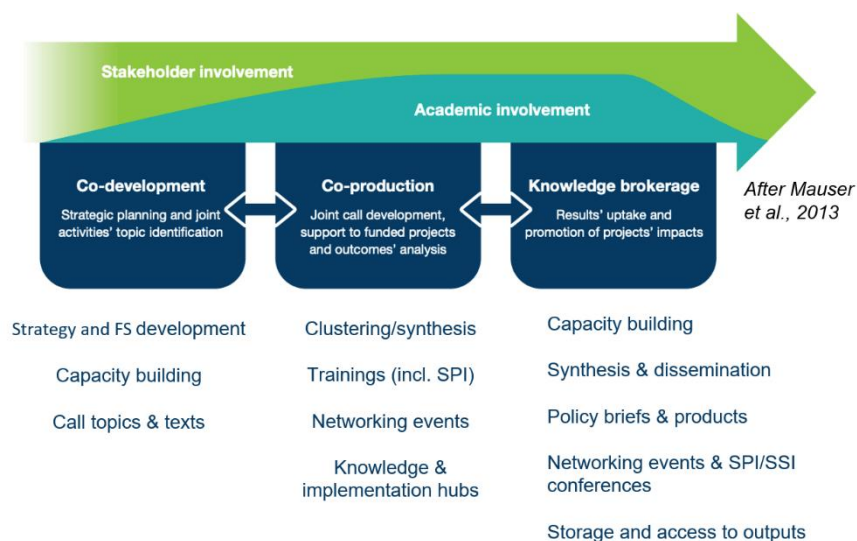 Stakeholder involvement
Academic involvement
Co-development
Strategic planning and joint
activities' topic identification
Co-production
Joint call development,
support to funded projects
and outcomes' analysis
Knowledge brokerage
Results' uptake and
promotion of projects' impacts
After Mauser
et al., 2013
Strategy and FS development
Capacity building
Call topics & texts
Clustering/synthesis
Trainings (incl. SPI)
Networking events
Knowledge &
implementation hubs
Capacity building
Synthesis & dissemination
Policy briefs & products
Networking events & SPI/SSI
conferences
Storage and access to outputs